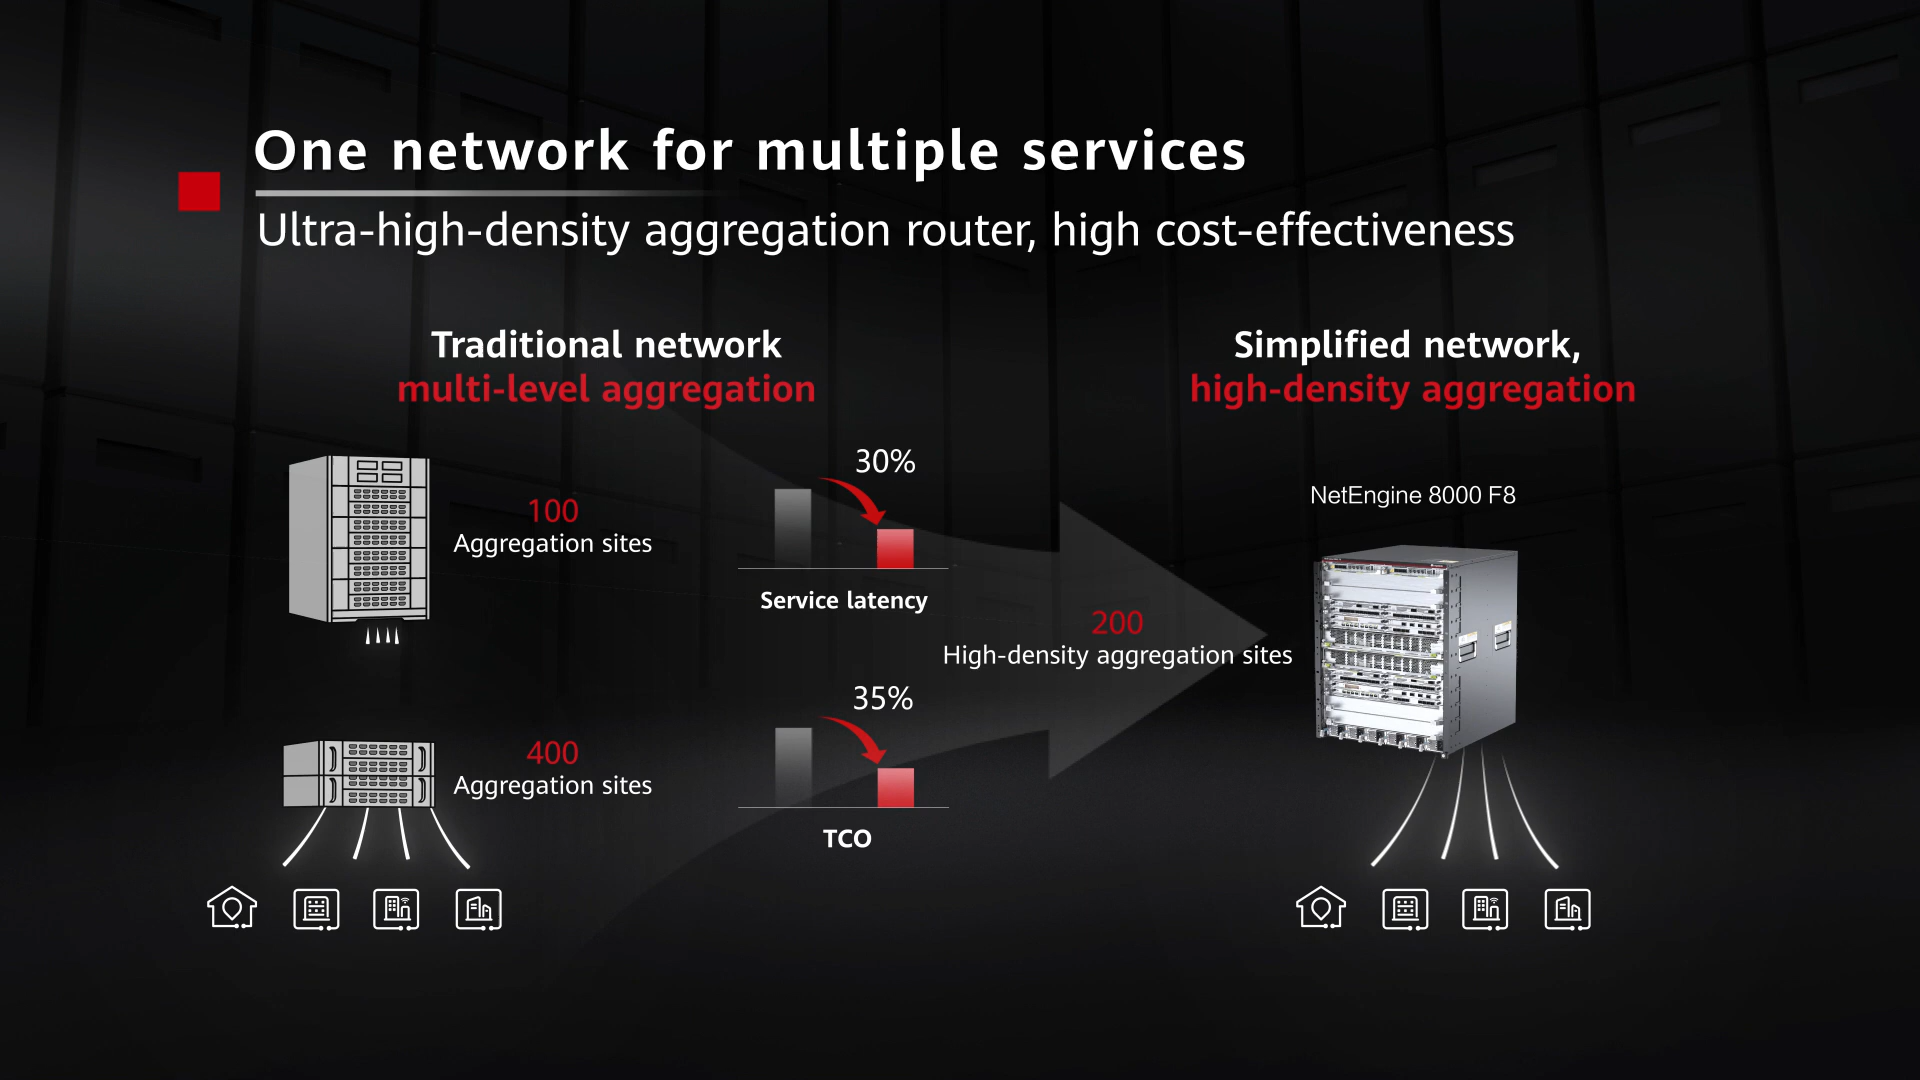 One network for multiple services
Ultra-high-density aggregation router, high cost-effectiveness
Traditional network
multi-level aggregation
Simplified network,
high-density aggregation
100
Aggregation sites
30%
Service latency
NetEngine 8000 F8
200
High-density aggregation sites
400
Aggregation sites
35%
TCO